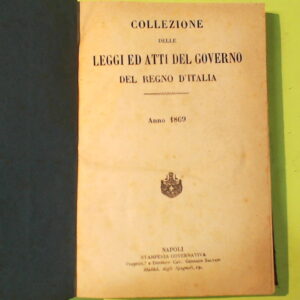 COLLEZIONE
DELLE
LEGGI ED ATTI DEL GOVERNO
DEL REGNO D'ITALIA
Anno 1869
NAPOLI
STAMPERIA GOVERNATIVA